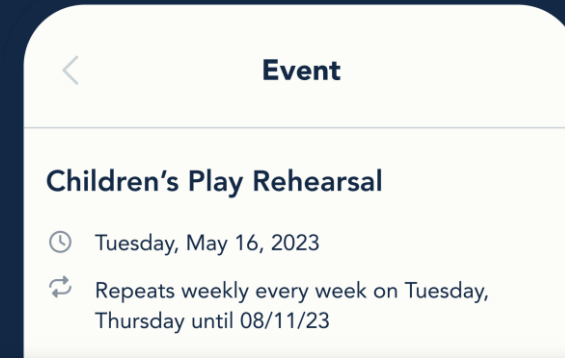 Event
Children’s Play Rehearsal
Tuesday, May 16, 2023
Repeats weekly every week on Tuesday,
Thursday until 08/11/23